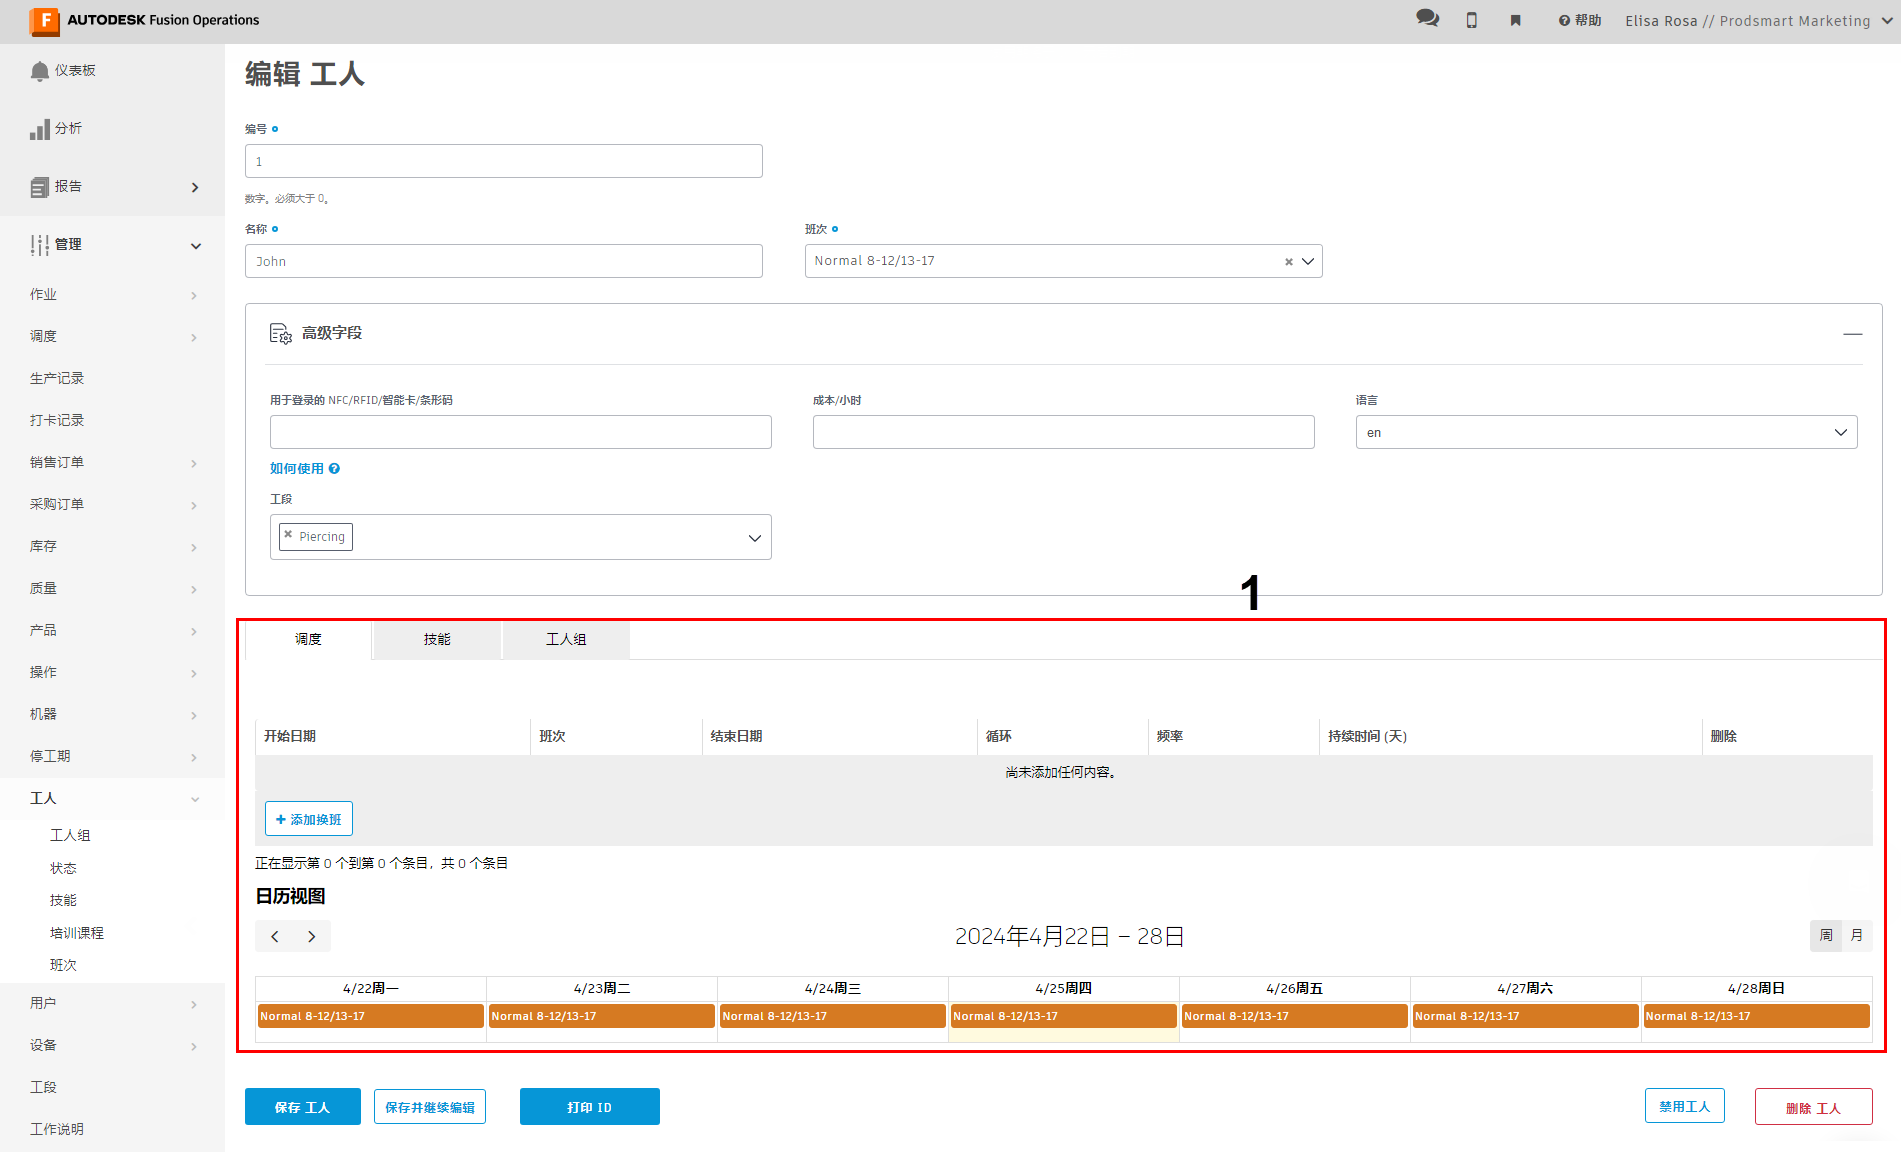 AUTODESK Fusion Operations
帮助
Elisa Rosa // Prodsmart Marketing
仪表板
分析
报告
管理
作业
调度
生产记录
打卡记录
销售订单
采购订单
库存
质量
产品
操作
机器
停工期
工人
工人组
状态
技能
培训课程
班次
用户
设备
工段
工作说明
编辑 工人
编号
1
数字。必须大于 0。
名称
班次
John
Normal 8-12/13-17
高级字段
用于登录的 NFC/RFID/智能卡/条形码
成本/小时
语言
en
如何使用
工段
Piercing
1
调度
技能
工人组
开始日期
班次
结束日期
循环
频率
持续时间 (天)
删除
尚未添加任何内容。
+ 添加换班
正在显示第 0 个到第 0 个条目，共 0 个条目
日历视图
2024年4月22日 – 28日
周
月
4/22周一
4/23周二
4/24周三
4/25周四
4/26周五
4/27周六
4/28周日
Normal 8-12/13-17
Normal 8-12/13-17
Normal 8-12/13-17
Normal 8-12/13-17
Normal 8-12/13-17
Normal 8-12/13-17
Normal 8-12/13-17
保存 工人
保存并继续编辑
打印 ID
禁用工人
删除 工人